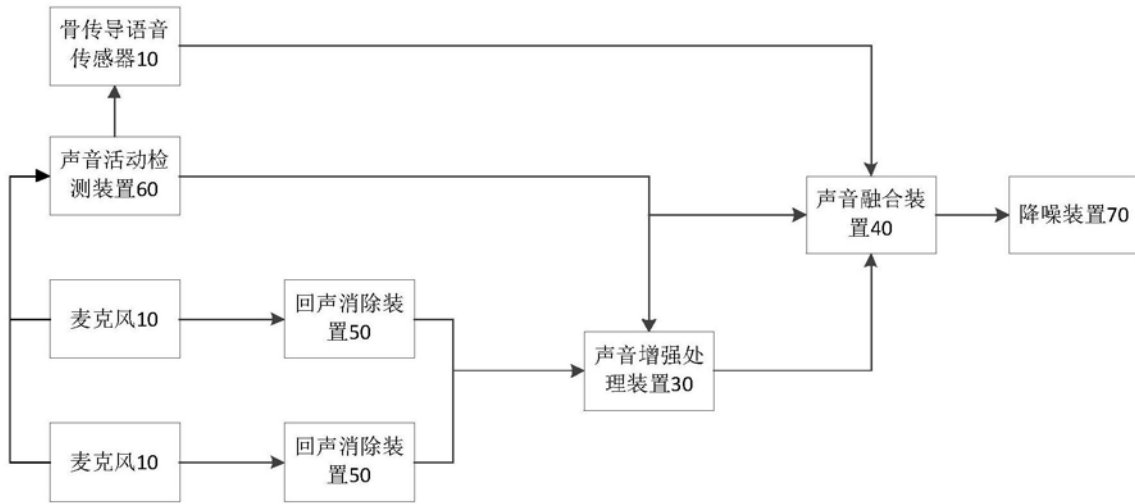 骨传导语音
传感器10
声音活动检
测装置60
声音融合装
置40
降噪装置70
麦克风10
回声消除装
置50
声音增强处
理装置30
麦克风10
回声消除装
置50